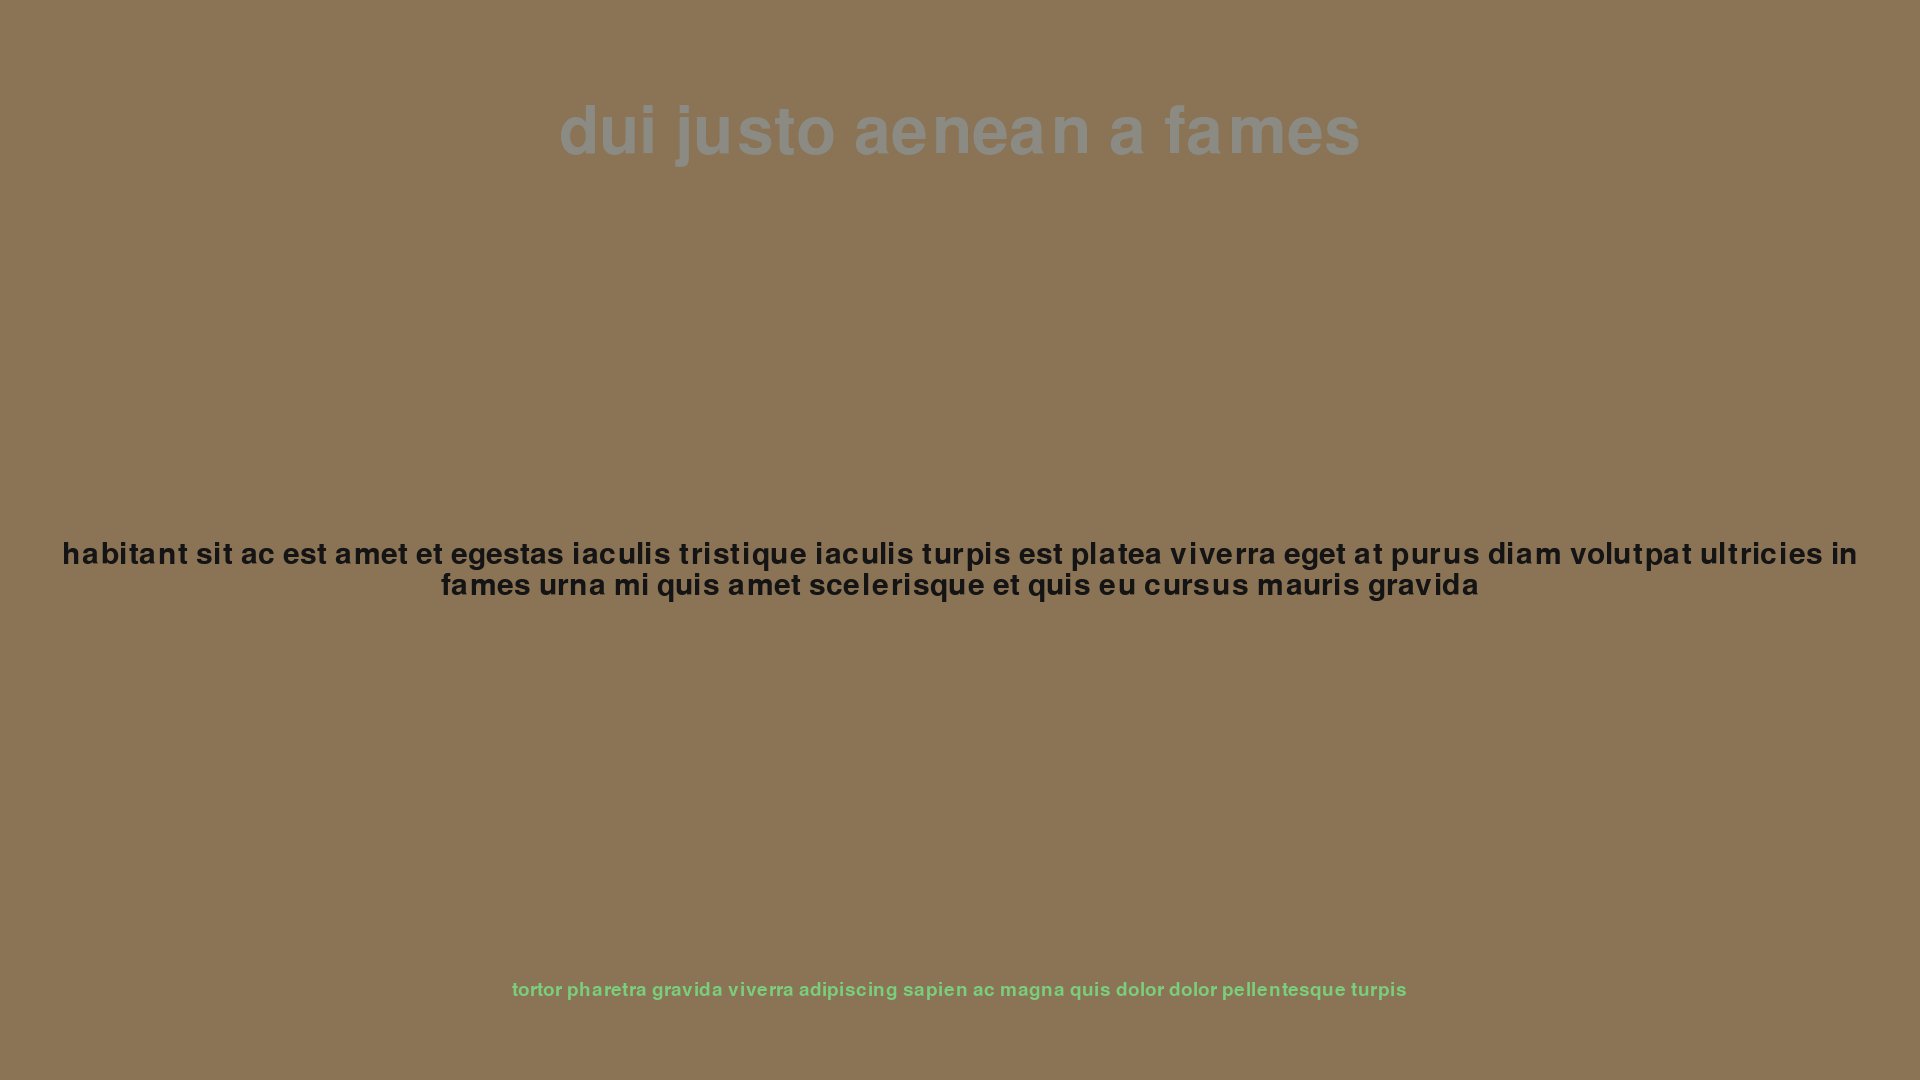 dui justo aenean a fames
habitant sit ac est amet et egestas iaculis tristique iaculis turpis est platea viverra eget at purus diam volutpat ultricies in
fames urna mi quis amet scelerisque et quis eu cursus mauris gravida
tortor pharetra gravida viverra adipiscing sapien ac magna quis dolor dolor pellentesque turpis